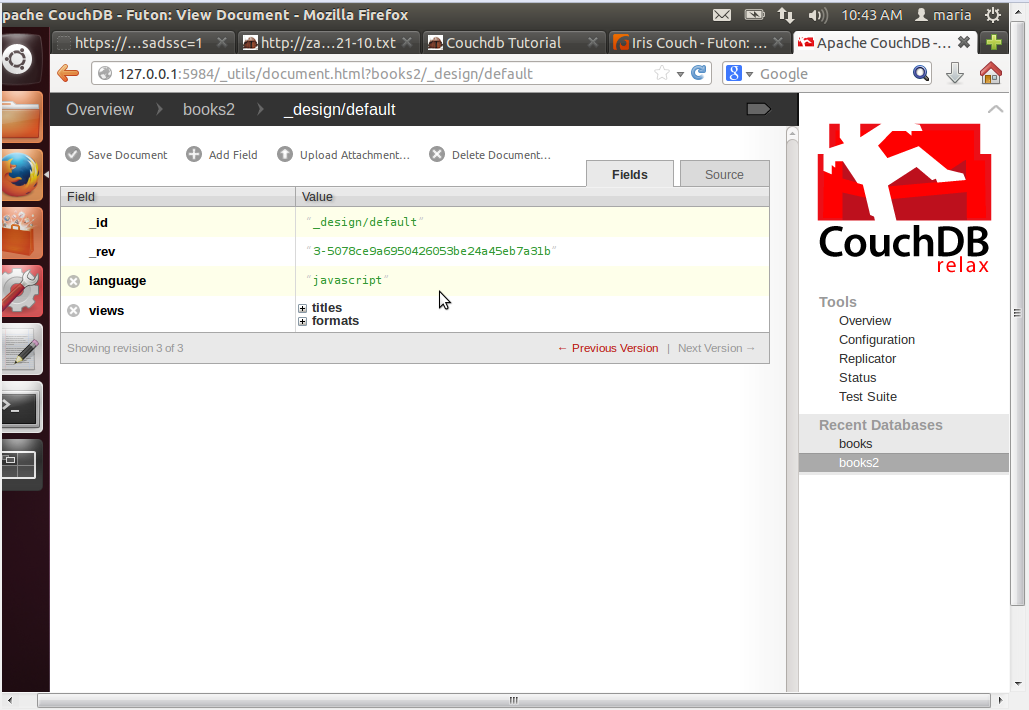 pache CouchDB - Futon: View Document - Mozilla Firefox
10:43 AM
maria
https://...sadssc=1
http://za....21-10.txt
Couchdb Tutorial
Iris Couch - Futon: ...
Apache CouchDB -...
127.0.0.1:5984/_utils/document.html?books2/_design/default
8
Google
Overview
books2
_design/default
Save Document
Add Field
Upload Attachment...
Delete Document...
Fields
Source
Field
Value
_id
"_design/default"
_rev
"3-5078ce9a6950426053be24a45eb7a31b"
language
"javascript"
views
titles
formats
Showing revision 3 of 3
← Previous Version | Next Version →
CouchDB
relax
Tools
Overview
Configuration
Replicator
Status
Test Suite
Recent Databases
books
books2